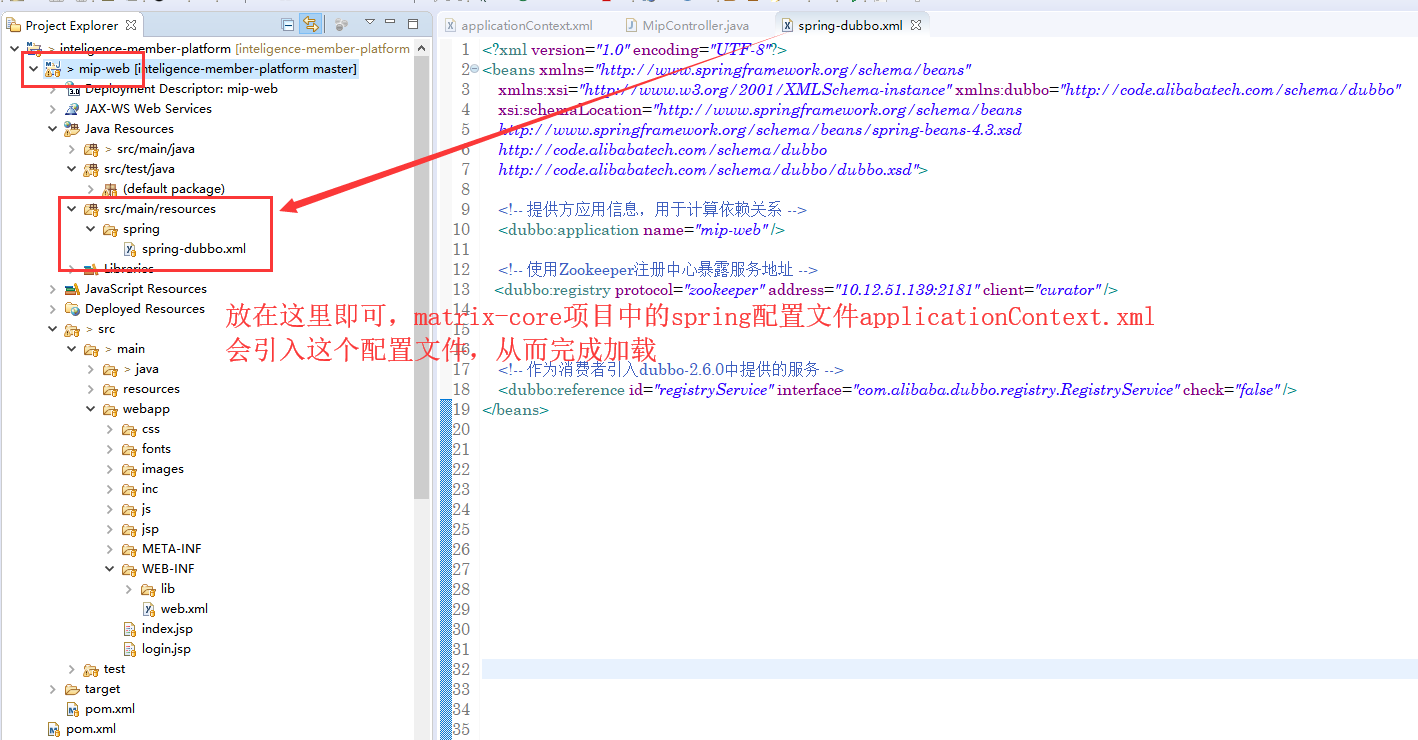 Project Explorer
inteligence-member-platform [inteligence-member-platform
> mip-web [inteligence-member-platform master]
Deployment Descriptor: mip-web
JAX-WS Web Services
Java Resources
> src/main/java
src/test/java
(default package)
src/main/resources
spring
spring-dubbo.xml
Libraries
JavaScript Resources
Deployed Resources
> src
> main
> java
resources
webapp
css
fonts
images
inc
js
jsp
META-INF
WEB-INF
lib
web.xml
index.jsp
login.jsp
test
target
pom.xml
pom.xml
applicationContext.xml
MipController.java
spring-dubbo.xml
1 <?xml version="1.0" encoding="UTF-8"?>
2 <beans xmlns="http://www.springframework.org/schema/beans"
3 xmlns:xsi="http://www.w3.org/2001/XMLSchema-instance" xmlns:dubbo="http://code.alibabatech.com/schema/dubbo"
4 xsi:schemaLocation="http://www.springframework.org/schema/beans
5 http://www.springframework.org/schema/beans/spring-beans-4.3.xsd
6 http://code.alibabatech.com/schema/dubbo
7 http://code.alibabatech.com/schema/dubbo/dubbo.xsd">
8
9 <!-- 提供方应用信息，用于计算依赖关系 -->
10 <dubbo:application name="mip-web" />
11
12 <!-- 使用Zookeeper注册中心暴露服务地址 -->
13 <dubbo:registry protocol="zookeeper" address="10.12.51.139:2181" client="curator" />
14
15
16
17 <!-- 作为消费者引入dubbo-2.6.0中提供的服务 -->
18 <dubbo:reference id="registryService" interface="com.alibaba.dubbo.registry.RegistryService" check="false" />
19 </beans>
20
21
22
23
24
25
26
27
28
29
30
31
32
33
34
35
放在这里即可，matrix-core项目中的spring配置文件applicationContext.xml
会引入这个配置文件，从而完成加载